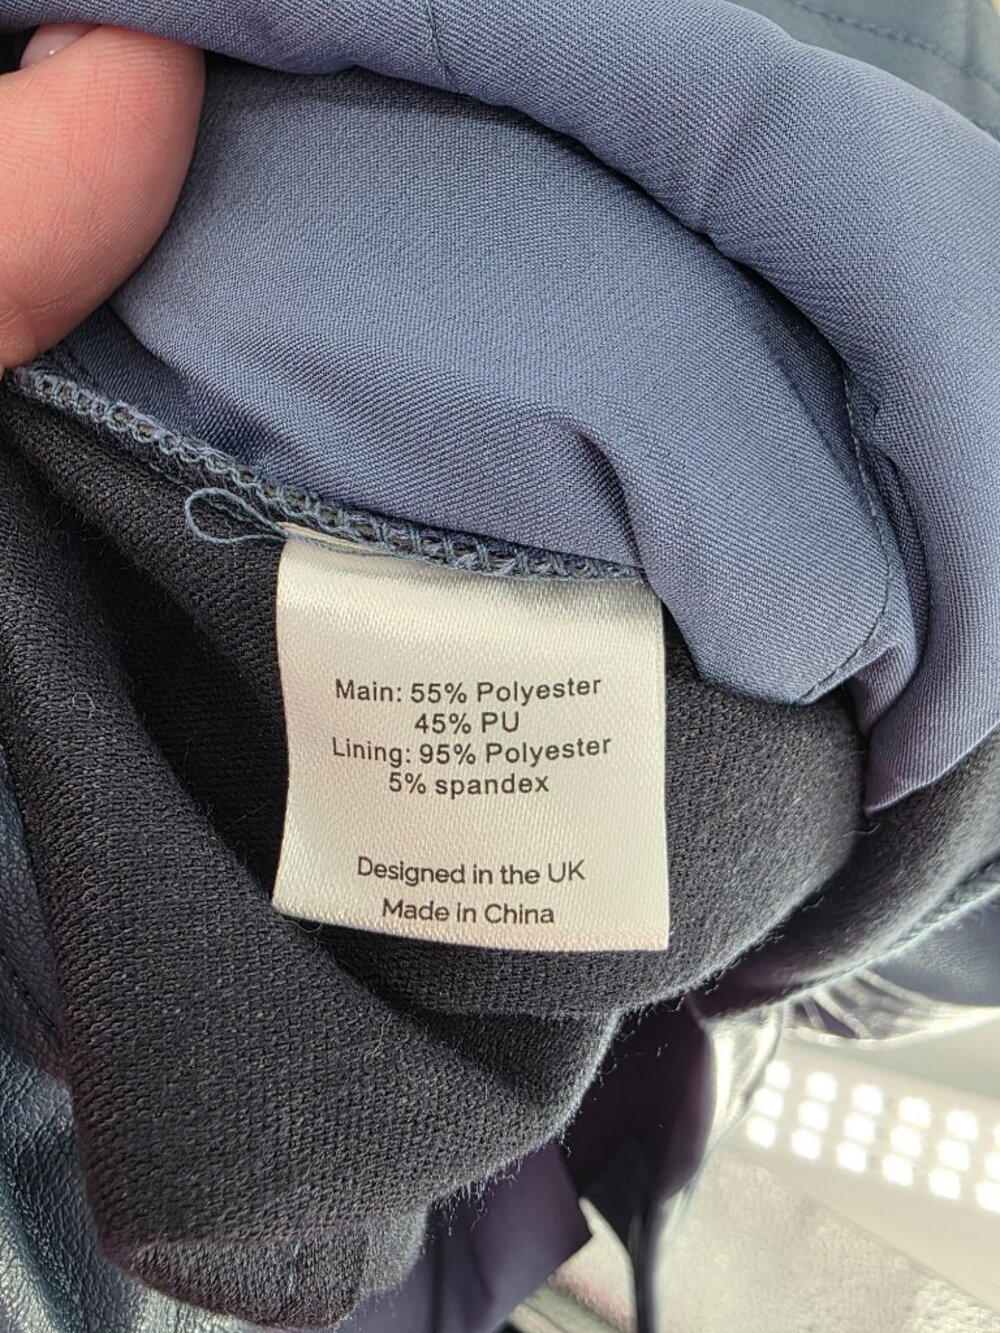 Main: 55% Polyester
45% PU
Lining: 95% Polyester
5% spandex
Designed in the UK
Made in China